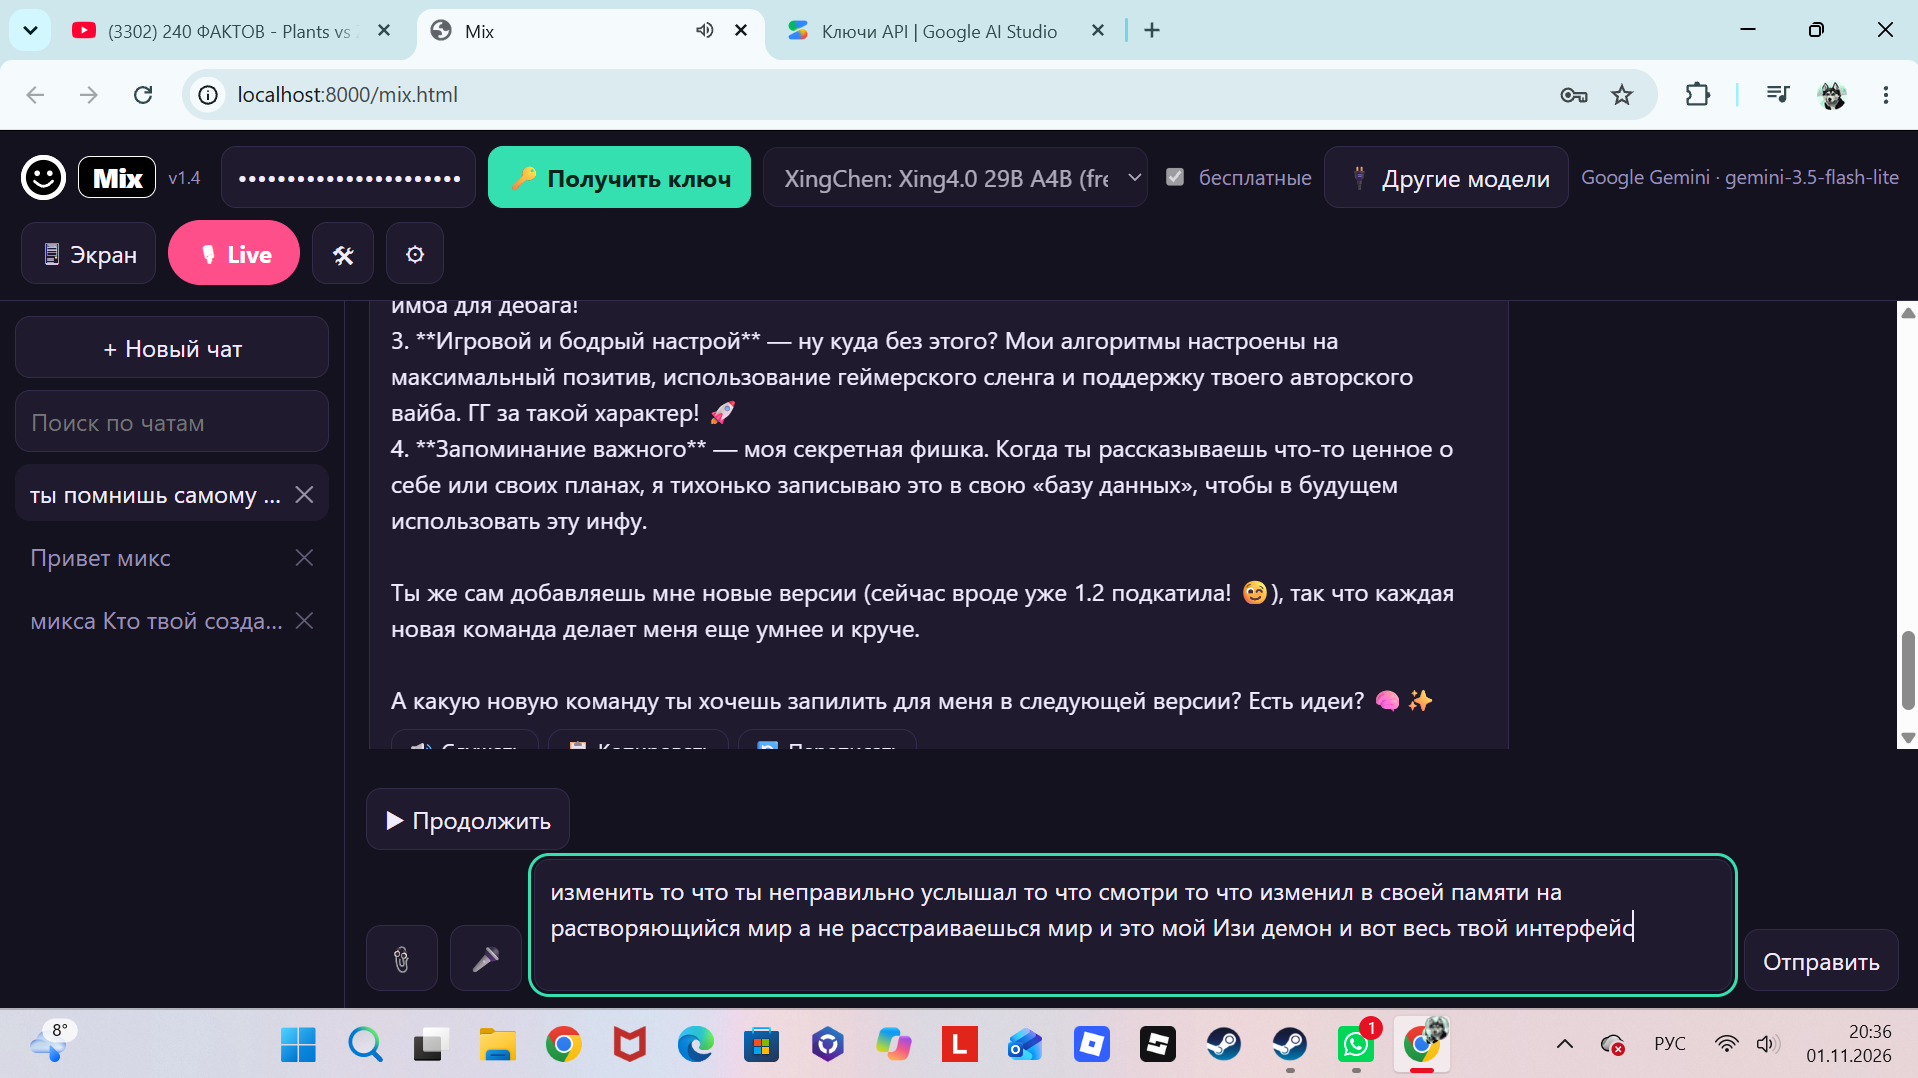 (3302) 240 ФАКТОВ - Plants vs
Mix
Ключи API | Google AI Studio
localhost:8000/mix.html
Mix
v1.4
••••••••••••••••••••••••
Получить ключ
XingChen: Xing4.0 29B A4B (fre
бесплатные
Другие модели
Google Gemini · gemini-3.5-flash-lite
Экран
Live
+ Новый чат
Поиск по чатам
ты помнишь самому ...
Привет микс
микса Кто твой созда...
имба для дебага!
3. **Игровой и бодрый настрой** — ну куда без этого? Мои алгоритмы настроены на
максимальный позитив, использование геймерского сленга и поддержку твоего авторского
вайба. ГГ за такой характер! 🚀
4. **Запоминание важного** — моя секретная фишка. Когда ты рассказываешь что-то ценное о
себе или своих планах, я тихонько записываю это в свою «базу данных», чтобы в будущем
использовать эту инфу.
Ты же сам добавляешь мне новые версии (сейчас вроде уже 1.2 подкатила! 😉), так что каждая
новая команда делает меня еще умнее и круче.
А какую новую команду ты хочешь запилить для меня в следующей версии? Есть идеи? 🧠 ✨
Слушать
Копировать
Переписать
▶ Продолжить
изменить то что ты неправильно услышал то что смотри то что изменил в своей памяти на
растворяющийся мир а не расстраиваешься мир и это мой Изи демон и вот весь твой интерфейс
Отправить
8°
L
1
РУС
20:36
01.11.2026